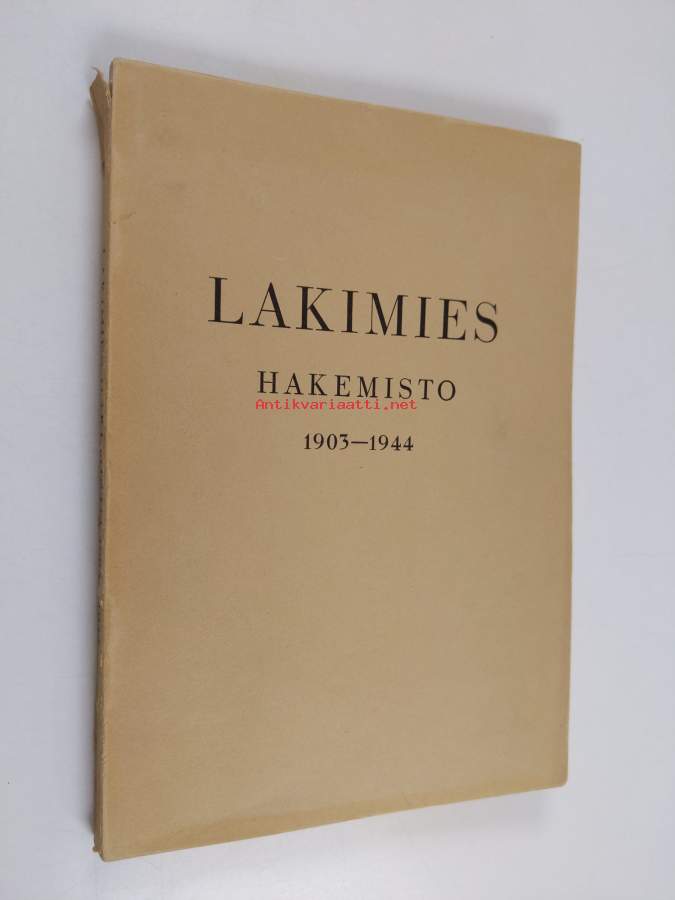 LAKIMIES
HAKEMISTO
Antikvariaatti.net
1903—1944